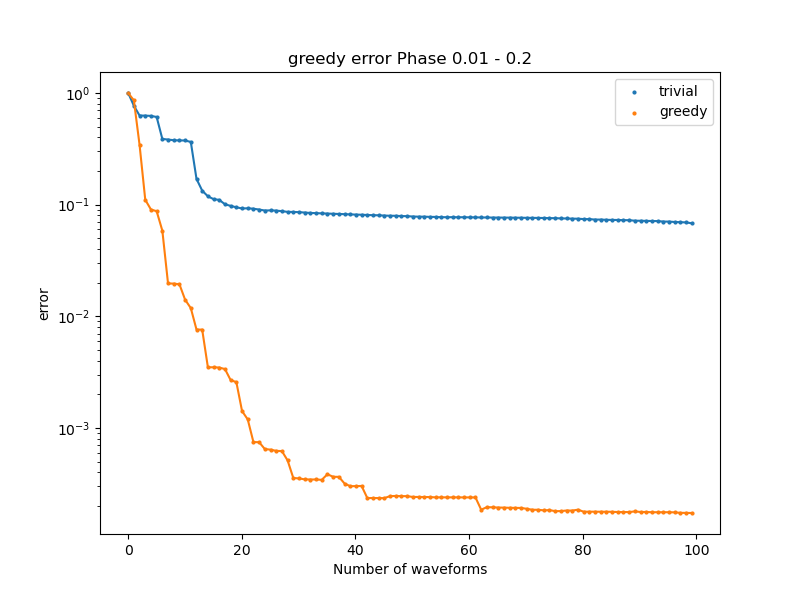 greedy error Phase 0.01 - 0.2
trivial
greedy
10⁰
10⁻¹
10⁻²
10⁻³
error
0 20 40 60 80 100
Number of waveforms